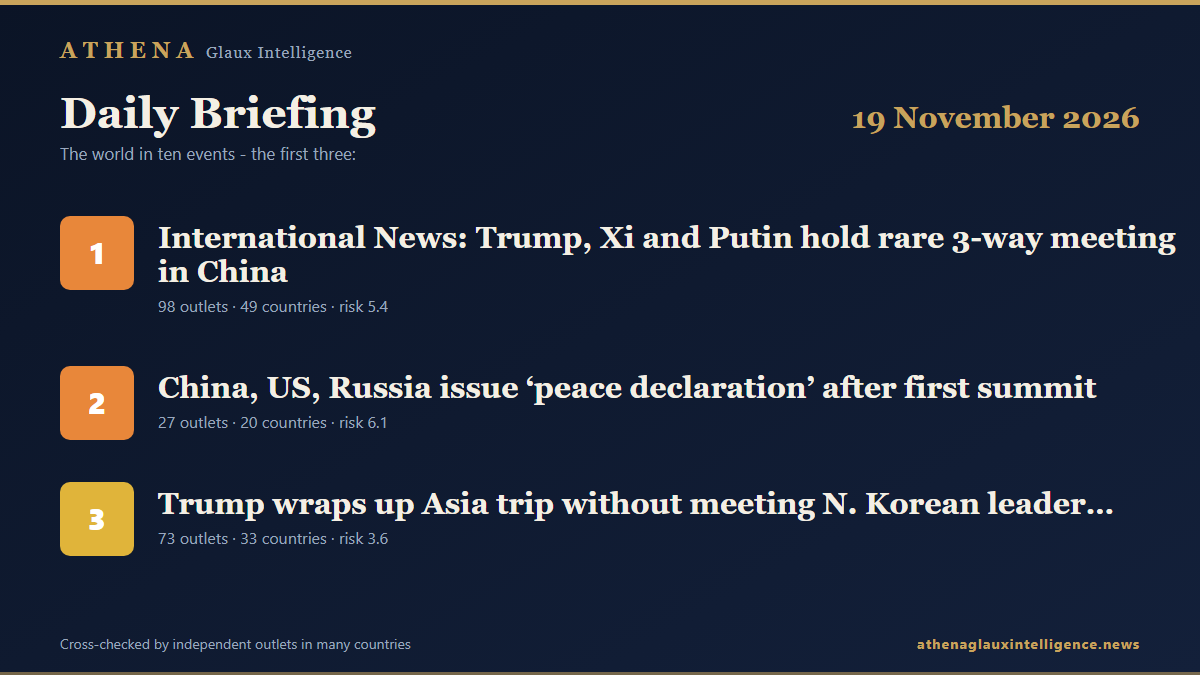 ATHENA Glaux Intelligence
Daily Briefing
19 November 2026
The world in ten events - the first three:
1
International News: Trump, Xi and Putin hold rare 3-way meeting
in China
98 outlets · 49 countries · risk 5.4
2
China, US, Russia issue ‘peace declaration’ after first summit
27 outlets · 20 countries · risk 6.1
3
Trump wraps up Asia trip without meeting N. Korean leader...
73 outlets · 33 countries · risk 3.6
Cross-checked by independent outlets in many countries
athenaglauxintelligence.news